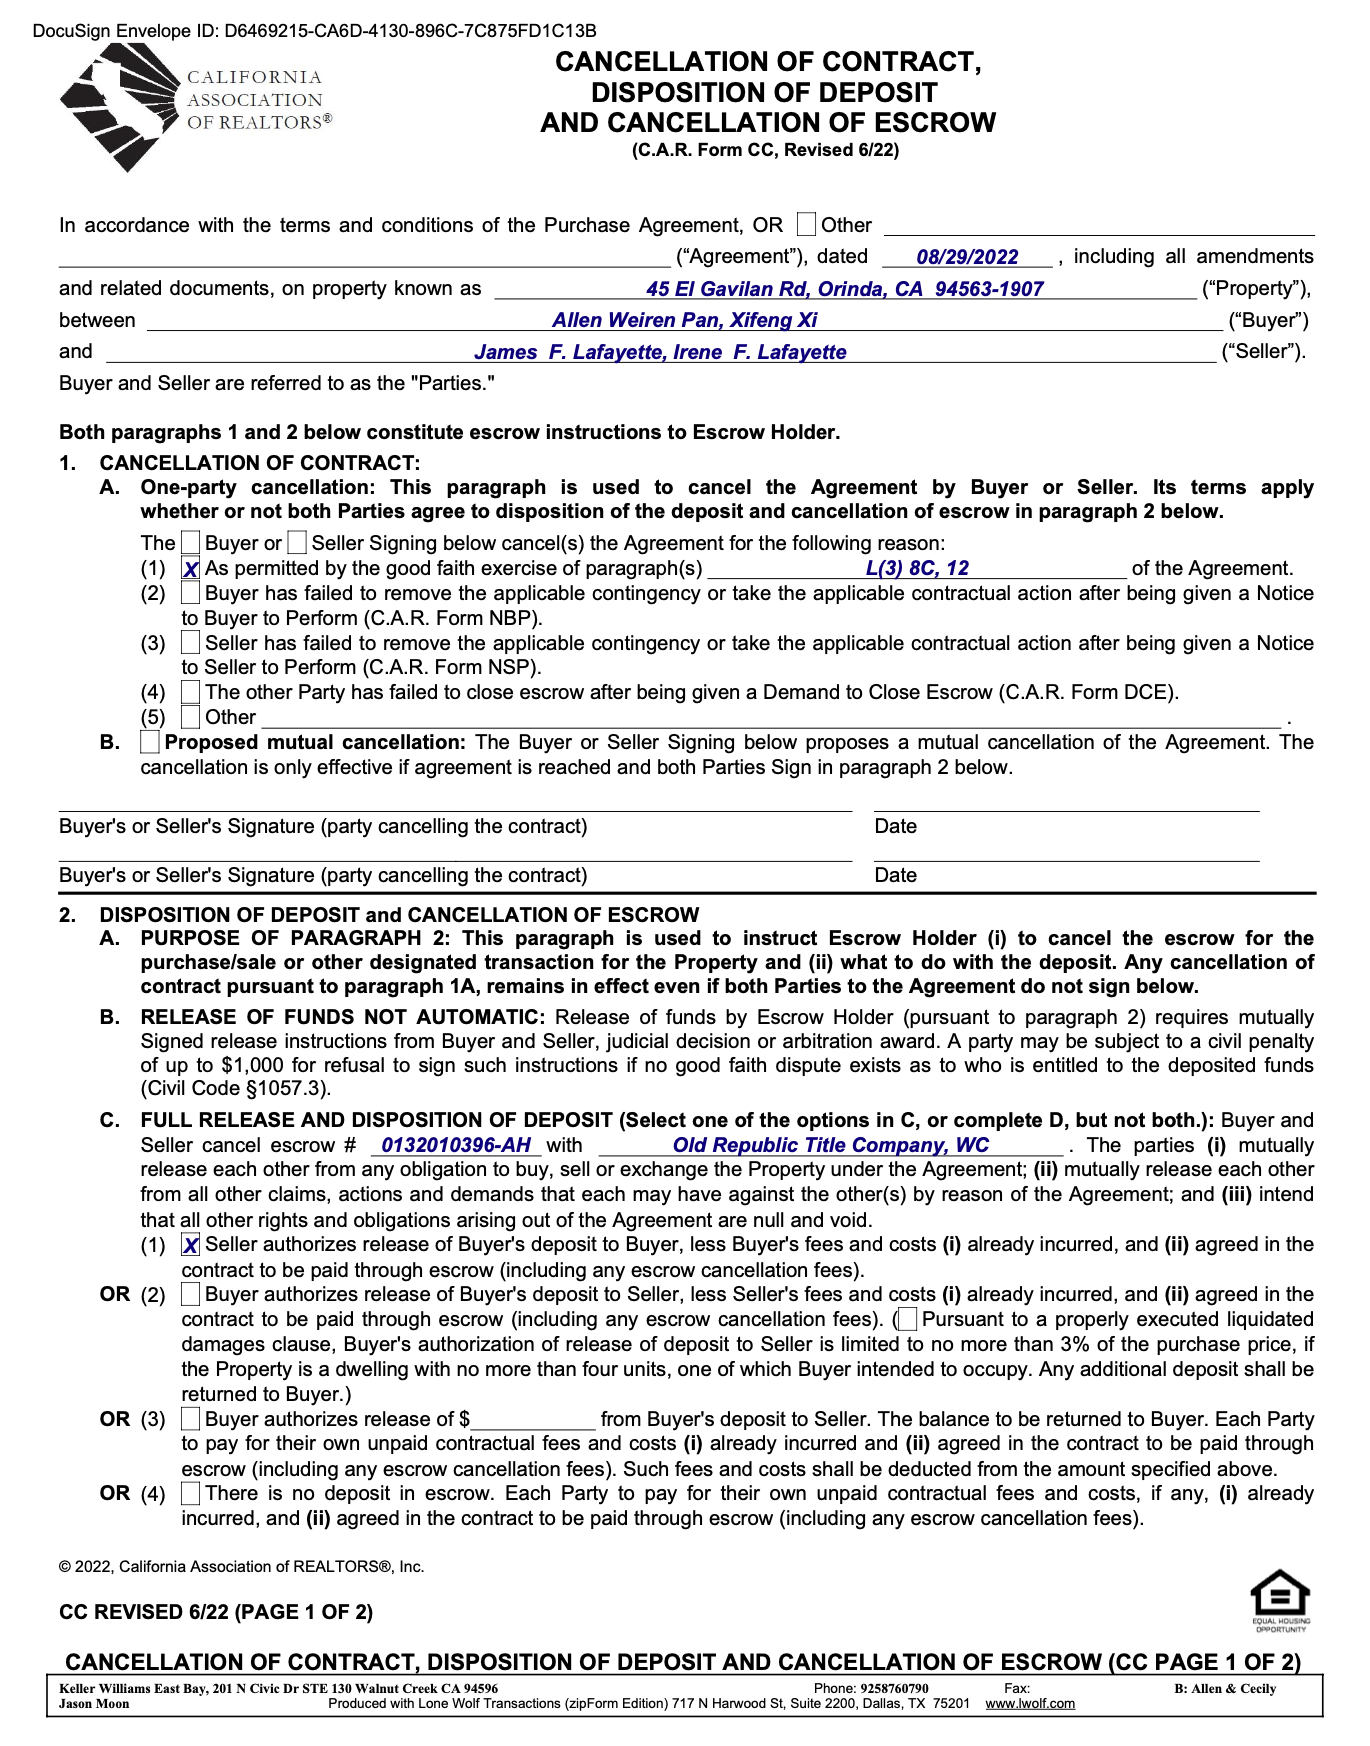 DocuSign Envelope ID: D6469215-CA6D-4130-896C-7C875FD1C13B
CALIFORNIA
ASSOCIATION
OF REALTORS®
CANCELLATION OF CONTRACT,
DISPOSITION OF DEPOSIT
AND CANCELLATION OF ESCROW
(C.A.R. Form CC, Revised 6/22)
In accordance with the terms and conditions of the Purchase Agreement, OR Other
(“Agreement”), dated 08/29/2022 , including all amendments
and related documents, on property known as 45 El Gavilan Rd, Orinda, CA 94563-1907 (“Property”),
between Allen Weiren Pan, Xifeng Xi (“Buyer”)
and James F. Lafayette, Irene F. Lafayette (“Seller”).
Buyer and Seller are referred to as the "Parties."
Both paragraphs 1 and 2 below constitute escrow instructions to Escrow Holder.
1. CANCELLATION OF CONTRACT:
A. One-party cancellation: This paragraph is used to cancel the Agreement by Buyer or Seller. Its terms apply
whether or not both Parties agree to disposition of the deposit and cancellation of escrow in paragraph 2 below.
The Buyer or Seller Signing below cancel(s) the Agreement for the following reason:
(1) X As permitted by the good faith exercise of paragraph(s) L(3) 8C, 12 of the Agreement.
(2) Buyer has failed to remove the applicable contingency or take the applicable contractual action after being given a Notice
to Buyer to Perform (C.A.R. Form NBP).
(3) Seller has failed to remove the applicable contingency or take the applicable contractual action after being given a Notice
to Seller to Perform (C.A.R. Form NSP).
(4) The other Party has failed to close escrow after being given a Demand to Close Escrow (C.A.R. Form DCE).
(5) Other .
B. Proposed mutual cancellation: The Buyer or Seller Signing below proposes a mutual cancellation of the Agreement. The
cancellation is only effective if agreement is reached and both Parties Sign in paragraph 2 below.
Buyer's or Seller's Signature (party cancelling the contract) Date
Buyer's or Seller's Signature (party cancelling the contract) Date
2. DISPOSITION OF DEPOSIT and CANCELLATION OF ESCROW
A. PURPOSE OF PARAGRAPH 2: This paragraph is used to instruct Escrow Holder (i) to cancel the escrow for the
purchase/sale or other designated transaction for the Property and (ii) what to do with the deposit. Any cancellation of
contract pursuant to paragraph 1A, remains in effect even if both Parties to the Agreement do not sign below.
B. RELEASE OF FUNDS NOT AUTOMATIC: Release of funds by Escrow Holder (pursuant to paragraph 2) requires mutually
Signed release instructions from Buyer and Seller, judicial decision or arbitration award. A party may be subject to a civil penalty
of up to $1,000 for refusal to sign such instructions if no good faith dispute exists as to who is entitled to the deposited funds
(Civil Code §1057.3).
C. FULL RELEASE AND DISPOSITION OF DEPOSIT (Select one of the options in C, or complete D, but not both.): Buyer and
Seller cancel escrow # 0132010396-AH with Old Republic Title Company, WC . The parties (i) mutually
release each other from any obligation to buy, sell or exchange the Property under the Agreement; (ii) mutually release each other
from all other claims, actions and demands that each may have against the other(s) by reason of the Agreement; and (iii) intend
that all other rights and obligations arising out of the Agreement are null and void.
(1) X Seller authorizes release of Buyer's deposit to Buyer, less Buyer's fees and costs (i) already incurred, and (ii) agreed in the
contract to be paid through escrow (including any escrow cancellation fees).
OR (2) Buyer authorizes release of Buyer's deposit to Seller, less Seller's fees and costs (i) already incurred, and (ii) agreed in the
contract to be paid through escrow (including any escrow cancellation fees). ( Pursuant to a properly executed liquidated
damages clause, Buyer's authorization of release of deposit to Seller is limited to no more than 3% of the purchase price, if
the Property is a dwelling with no more than four units, one of which Buyer intended to occupy. Any additional deposit shall be
returned to Buyer.)
OR (3) Buyer authorizes release of $ from Buyer's deposit to Seller. The balance to be returned to Buyer. Each Party
to pay for their own unpaid contractual fees and costs (i) already incurred and (ii) agreed in the contract to be paid through
escrow (including any escrow cancellation fees). Such fees and costs shall be deducted from the amount specified above.
OR (4) There is no deposit in escrow. Each Party to pay for their own unpaid contractual fees and costs, if any, (i) already
incurred, and (ii) agreed in the contract to be paid through escrow (including any escrow cancellation fees).
© 2022, California Association of REALTORS®, Inc.
CC REVISED 6/22 (PAGE 1 OF 2)
EQUAL HOUSING
OPPORTUNITY
CANCELLATION OF CONTRACT, DISPOSITION OF DEPOSIT AND CANCELLATION OF ESCROW (CC PAGE 1 OF 2)
Keller Williams East Bay, 201 N Civic Dr STE 130 Walnut Creek CA 94596 Phone: 9258760790 Fax: B: Allen & Cecily
Jason Moon Produced with Lone Wolf Transactions (zipForm Edition) 717 N Harwood St, Suite 2200, Dallas, TX 75201 www.lwolf.com